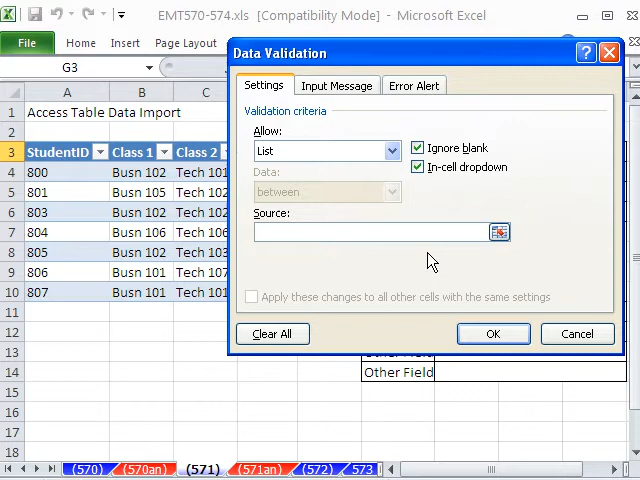 EMT570-574.xls [Compatibility Mode] - Microsoft Excel
File Home Insert
G3
Data Validation
Settings Input Message Error Alert
Validation criteria
Allow:
List
Ignore blank
In-cell dropdown
Data:
between
Source:
Apply these changes to all other cells with the same settings
Clear All OK Cancel
A B C
1 Access Table Data Import
2
3 StudentID Class 1 Class 2
4 800 Busn 102 Tech 101
5 801 Busn 105 Tech 102
6 803 Busn 102 Tech 102
7 804 Busn 106 Tech 106
8 805 Busn 102 Tech 103
9 806 Busn 101 Tech 107
10 807 Busn 101 Tech 101
11
12
13
14 Other Field
15
16
17
18
(570) (570an) (571) (571an) (572) 573